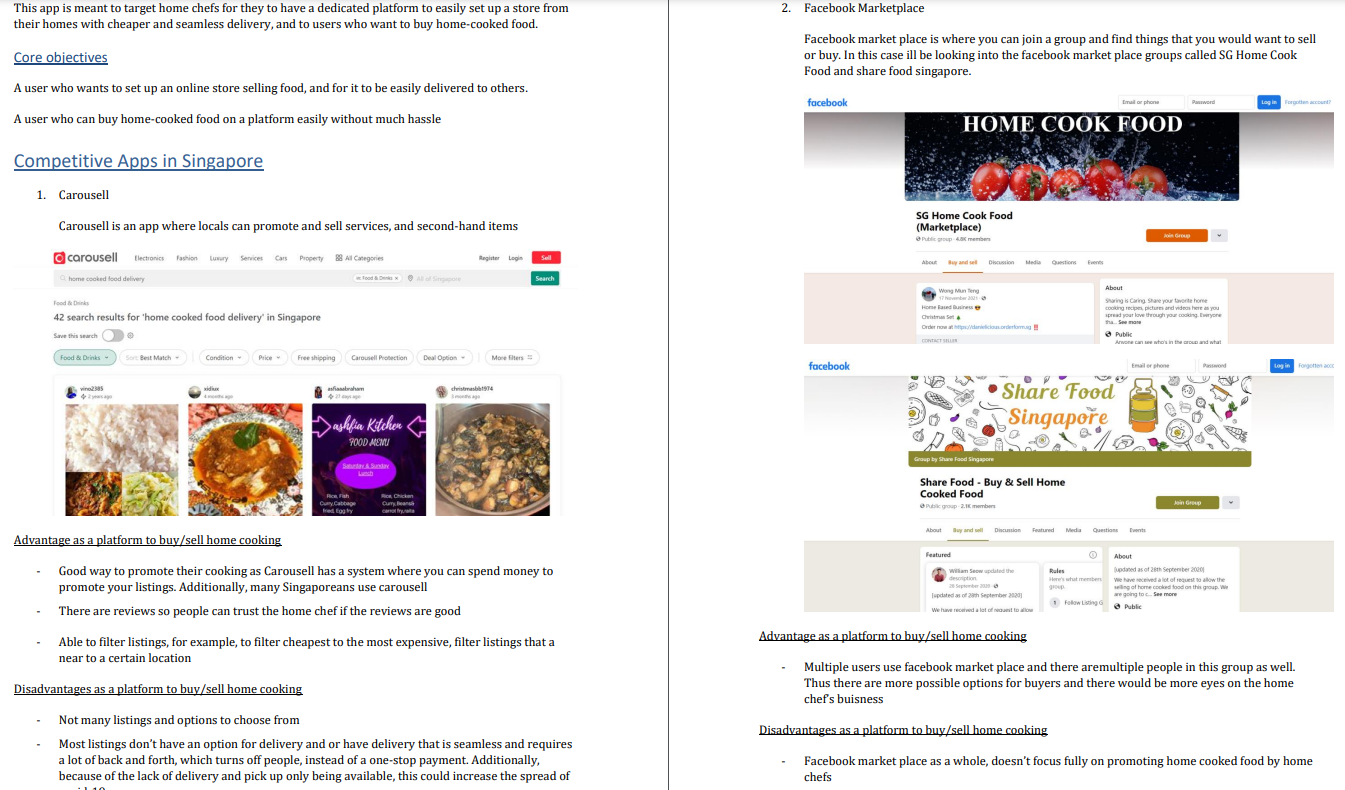 This app is meant to target home chefs for they to have a dedicated platform to easily set up a store from
their homes with cheaper and seamless delivery, and to users who want to buy home-cooked food.
Core objectives
A user who wants to set up an online store selling food, and for it to be easily delivered to others.
A user who can buy home-cooked food on a platform easily without much hassle
Competitive Apps in Singapore
1. Carousell
Carousell is an app where locals can promote and sell services, and second-hand items
carousell Electronics Fashion Luxury Services Cars Property All Categories Register Login Sell
home cooked food delivery in Food & Drinks × All of Singapore Search
Food & Drinks
42 search results for 'home cooked food delivery' in Singapore
Save this search
Food & Drinks Sort: Best Match Condition Price Free shipping Carousell Protection Deal Option More filters
vino2385
2 years ago
xidiux
4 months ago
asfiaaebraham
27 days ago
christmasbb1974
3 months ago
ashfia Kitchen
FOOD MENU
Saturday & Sunday
Lunch
Rice, Fish
Curry,Cabbage
fried, Egg fry
Rice, Chicken
Curry,Beans
carrot fry,raita
Advantage as a platform to buy/sell home cooking
- Good way to promote their cooking as Carousell has a system where you can spend money to
promote your listings. Additionally, many Singaporeans use carousell
- There are reviews so people can trust the home chef if the reviews are good
- Able to filter listings, for example, to filter cheapest to the most expensive, filter listings that a
near to a certain location
Disadvantages as a platform to buy/sell home cooking
- Not many listings and options to choose from
- Most listings don't have an option for delivery and or have delivery that is seamless and requires
a lot of back and forth, which turns off people, instead of a one-stop payment. Additionally,
because of the lack of delivery and pick up only being available, this could increase the spread of
2. Facebook Marketplace
Facebook market place is where you can join a group and find things that you would want to sell
or buy. In this case ill be looking into the facebook market place groups called SG Home Cook
Food and share food singapore.
facebook Email or phone Password Log in Forgotten account?
HOME COOK FOOD
SG Home Cook Food
(Marketplace)
Public group · 4.8K members
Join Group
About Buy and sell Discussion Media Questions Events
Wong Mun Teng
17 November 2021
Home Based Business
Christmas Set
Order now at https://danielicious.orderform.sg
CONTACT SELLER
About
Sharing is Caring. Share your favorite home
cooking recipes, pictures and videos here as you
spread your love through your cooking. Everyone
tha... See more
Public
Anyone can see who's in the group and what
facebook Email or phone Password Log in Forgotten acco
Share Food
Singapore
Group by Share Food Singapore
Share Food - Buy & Sell Home
Cooked Food
Public group · 2.1K members
Join Group
About Buy and sell Discussion Featured Media Questions Events
Featured
William Seow updated the
description.
28 September 2020
[updated as of 28th September 2020]
We have received a lot of request to allow
Rules
Here's what members
group.
1 Follow Listing G
About
[updated as of 28th September 2020]
We have received a lot of request to allow the
selling of home cooked food on this group. We
are going to c... See more
Public
Advantage as a platform to buy/sell home cooking
- Multiple users use facebook market place and there aremultiple people in this group as well.
Thus there are more possible options for buyers and there would be more eyes on the home
chef's buisness
Disadvantages as a platform to buy/sell home cooking
- Facebook market place as a whole, doesn't focus fully on promoting home cooked food by home
chefs